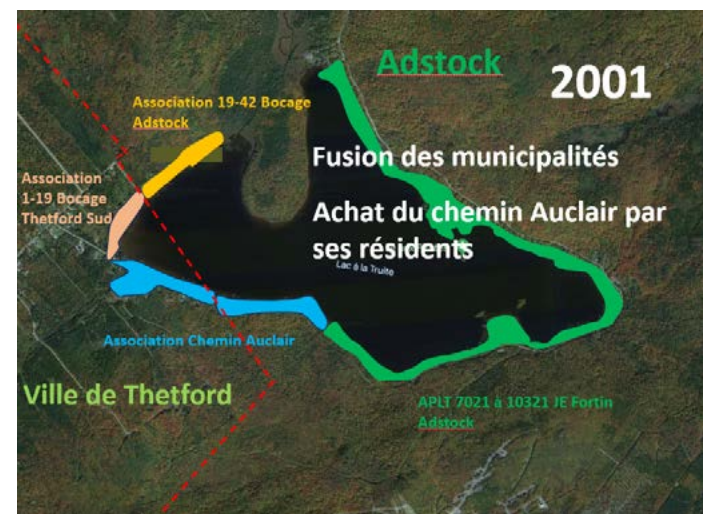 Adstock
2001
Association 19-42 Bocage
Adstock
Fusion des municipalités
Association
1-19 Bocage
Thetford Sud
Achat du chemin Auclair par
ses résidents
Lac à la Truite
Association Chemin Auclair
Ville de Thetford
APLT 7021 à 10321 JE Fortin
Adstock